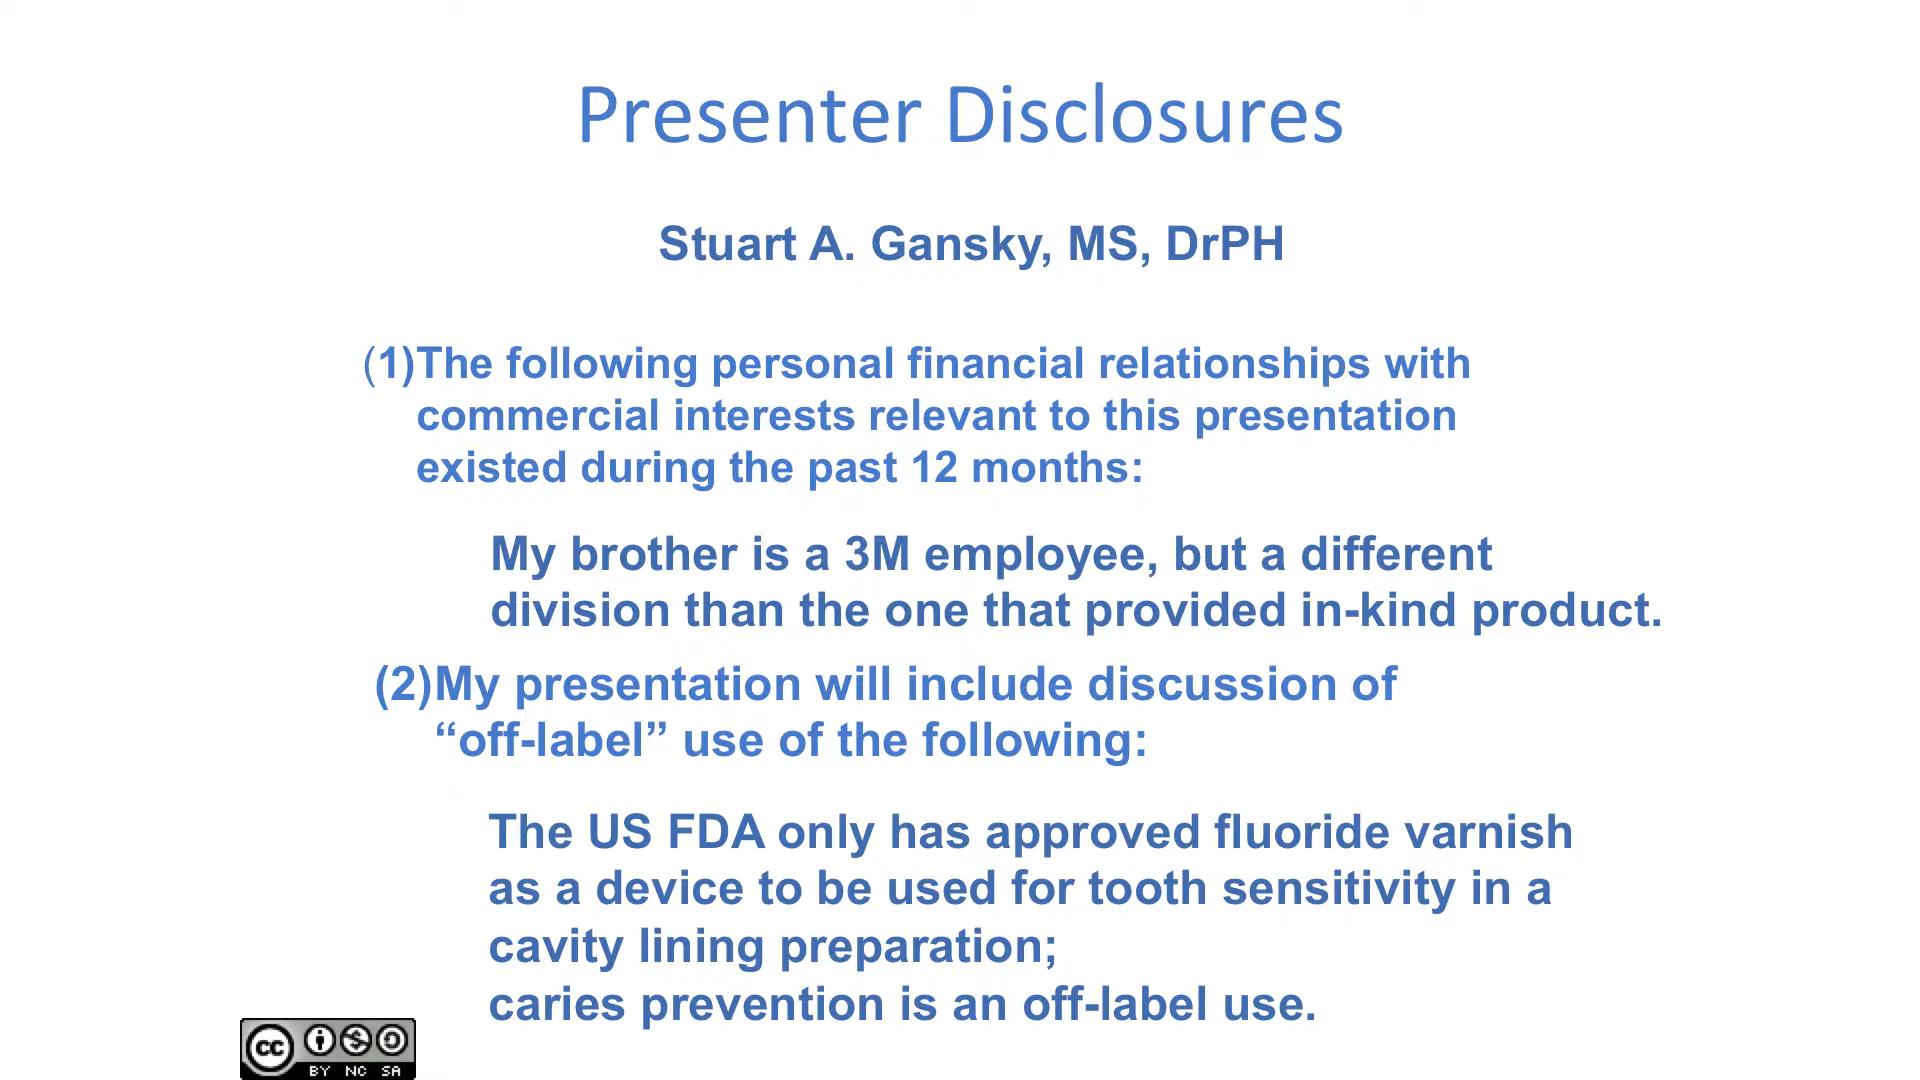 Presenter Disclosures
Stuart A. Gansky, MS, DrPH
(1)The following personal financial relationships with
commercial interests relevant to this presentation
existed during the past 12 months:
My brother is a 3M employee, but a different
division than the one that provided in-kind product.
(2)My presentation will include discussion of
“off-label” use of the following:
The US FDA only has approved fluoride varnish
as a device to be used for tooth sensitivity in a
cavity lining preparation;
caries prevention is an off-label use.
cc
BY NC SA